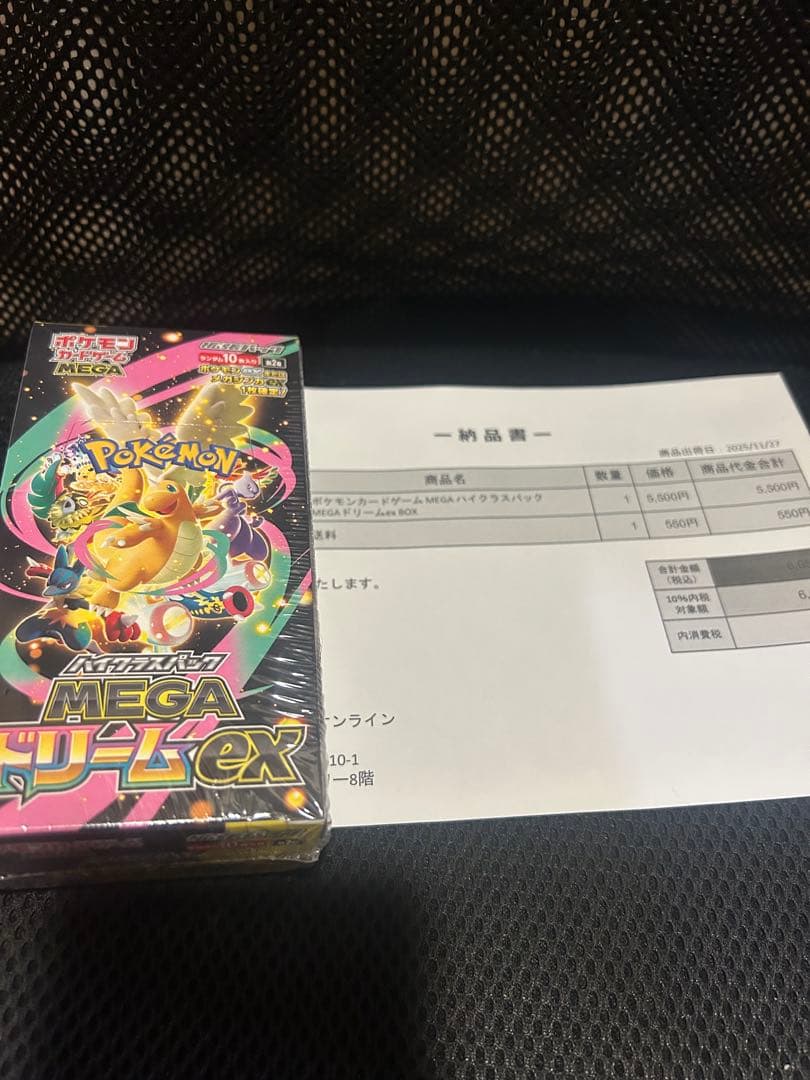 ポケモン
カードゲーム
MEGA
ハイクラスパック
ランダム10枚入り
ポケモンex
メガシンカex
1枚確定!
POKéMON
ハイクラスパック
MEGA
ドリームex
ー納品書ー
商品出荷日:2025/11/27
商品名 数量 価格 商品代金合計
ポケモンカードゲーム MEGA ハイクラスパック
MEGAドリームex BOX 1 5,500円 5,500円
送料 1 550円 550円
たします。
合計金額
(税込)
10%内税
対象額 6,
内消費税
ンライン
10-1
ワー8階